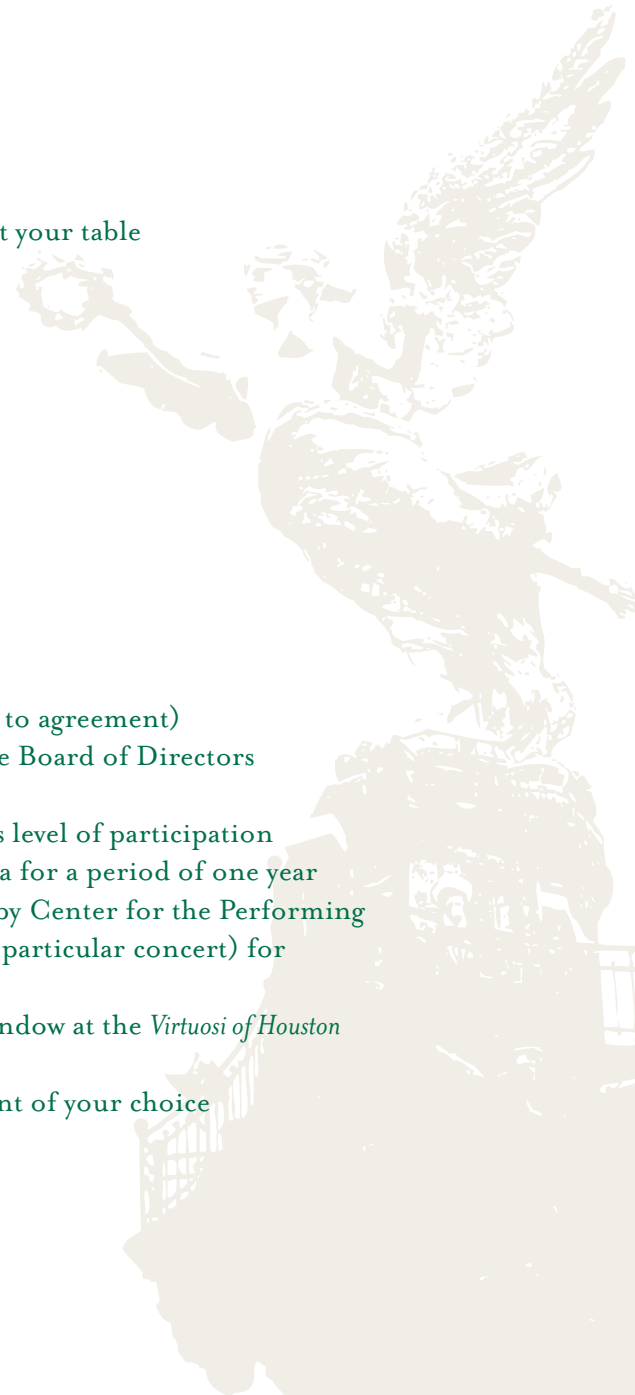 t your table
to agreement)
e Board of Directors
s level of participation
a for a period of one year
by Center for the Performing
particular concert) for
ndow at the Virtuosi of Houston
nt of your choice